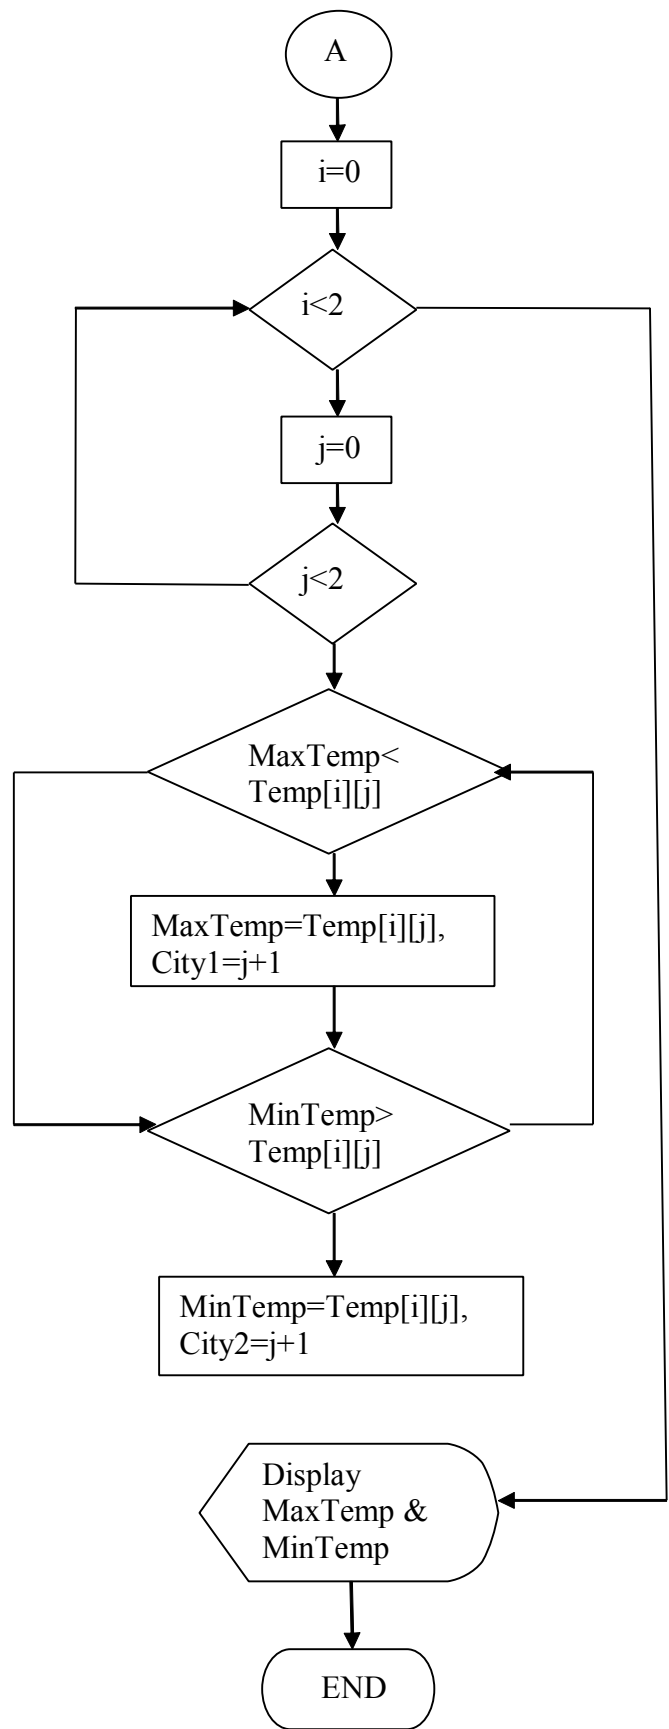 A
i=0
i<2
j=0
j<2
MaxTemp<
Temp[i][j]
MaxTemp=Temp[i][j],
City1=j+1
MinTemp>
Temp[i][j]
MinTemp=Temp[i][j],
City2=j+1
Display
MaxTemp &
MinTemp
END